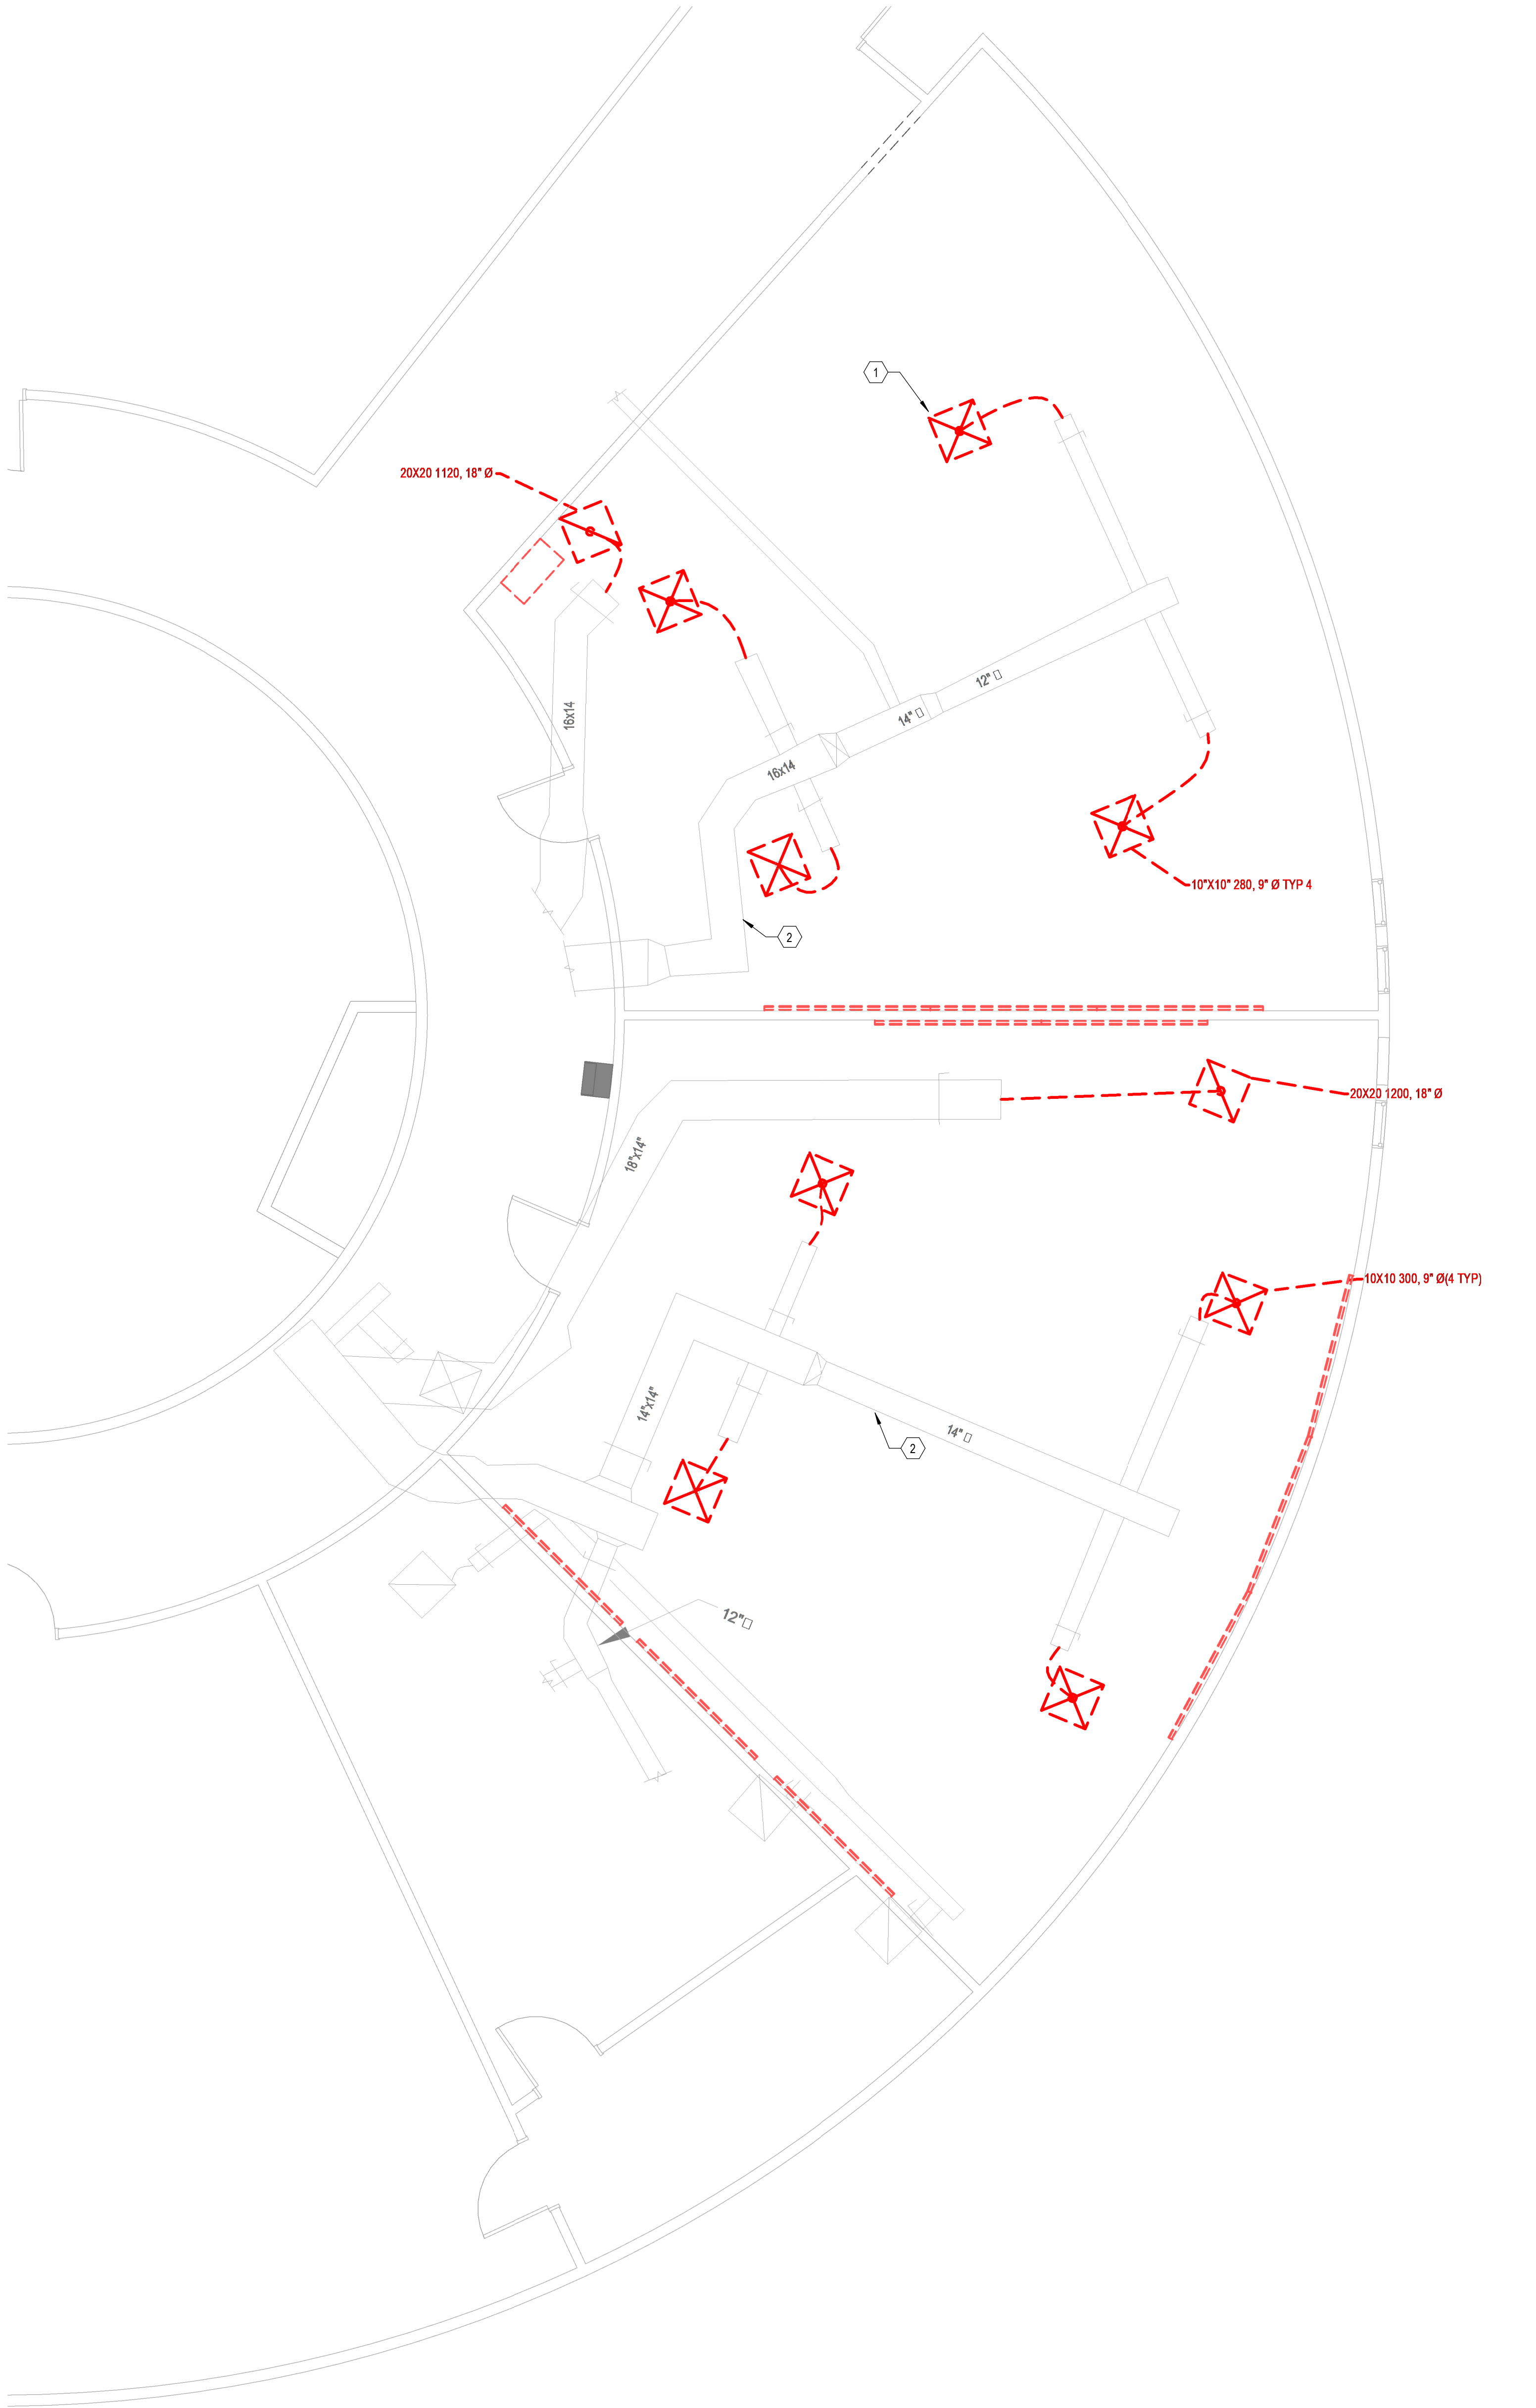 1
20X20 1120, 18" Ø
12" □
16x14
14" □
16x14
10"X10" 280, 9" Ø TYP 4
2
20X20 1200, 18" Ø
18"x14"
10X10 300, 9" Ø(4 TYP)
14"x14"
14" □
2
12"□